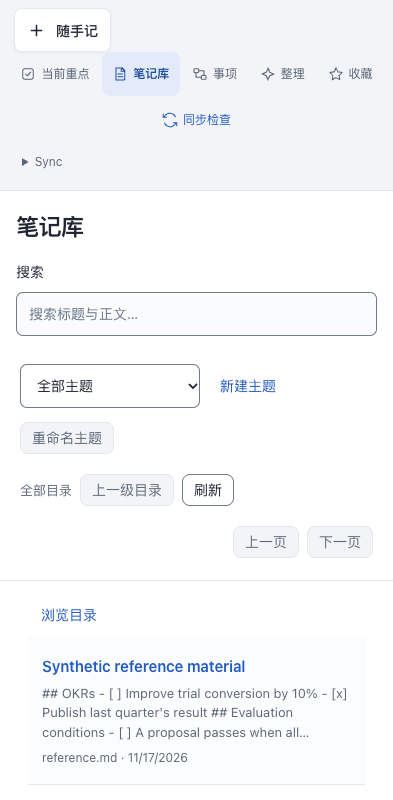 随手记
当前重点 笔记库 事项 整理 收藏
同步检查
Sync
笔记库
搜索
搜索标题与正文...
全部主题 新建主题
重命名主题
全部目录 上一级目录 刷新
上一页 下一页
浏览目录
Synthetic reference material
## OKRs - [ ] Improve trial conversion by 10% - [x]
Publish last quarter's result ## Evaluation
conditions - [ ] A proposal passes when all...
reference.md · 11/17/2026